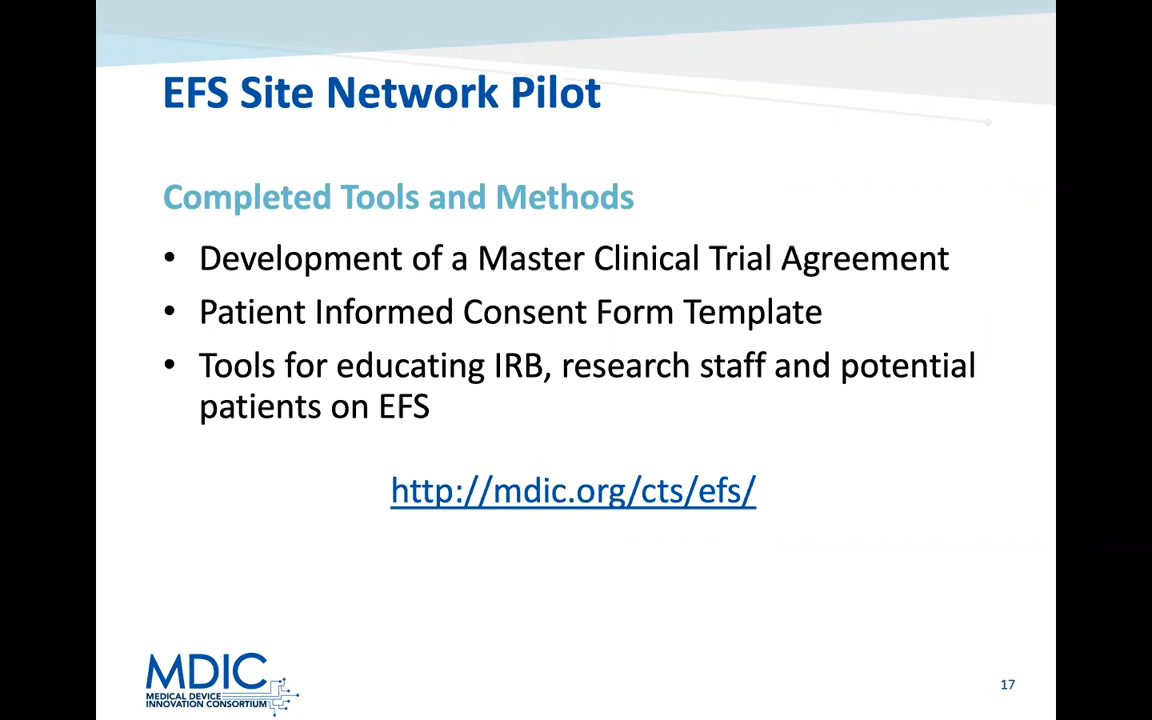 EFS Site Network Pilot
Completed Tools and Methods
• Development of a Master Clinical Trial Agreement
• Patient Informed Consent Form Template
• Tools for educating IRB, research staff and potential
patients on EFS
http://mdic.org/cts/efs/
MDIC
MEDICAL DEVICE
INNOVATION CONSORTIUM
17